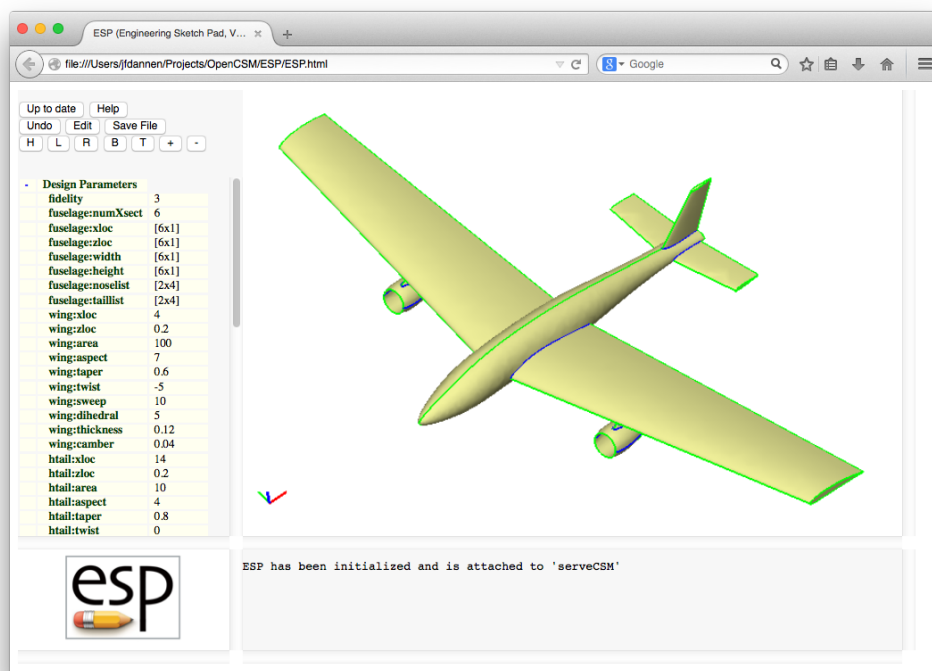 ESP (Engineering Sketch Pad, V... × +
file:///Users/jfdannen/Projects/OpenCSM/ESP/ESP.html
Google
Up to date Help
Undo Edit Save File
H L R B T + -
- Design Parameters
fidelity 3
fuselage:numXsect 6
fuselage:xloc [6x1]
fuselage:zloc [6x1]
fuselage:width [6x1]
fuselage:height [6x1]
fuselage:noselist [2x4]
fuselage:taillist [2x4]
wing:xloc 4
wing:zloc 0.2
wing:area 100
wing:aspect 7
wing:taper 0.6
wing:twist -5
wing:sweep 10
wing:dihedral 5
wing:thickness 0.12
wing:camber 0.04
htail:xloc 14
htail:zloc 0.2
htail:area 10
htail:aspect 4
htail:taper 0.8
htail:twist 0
esp
ESP has been initialized and is attached to 'serveCSM'